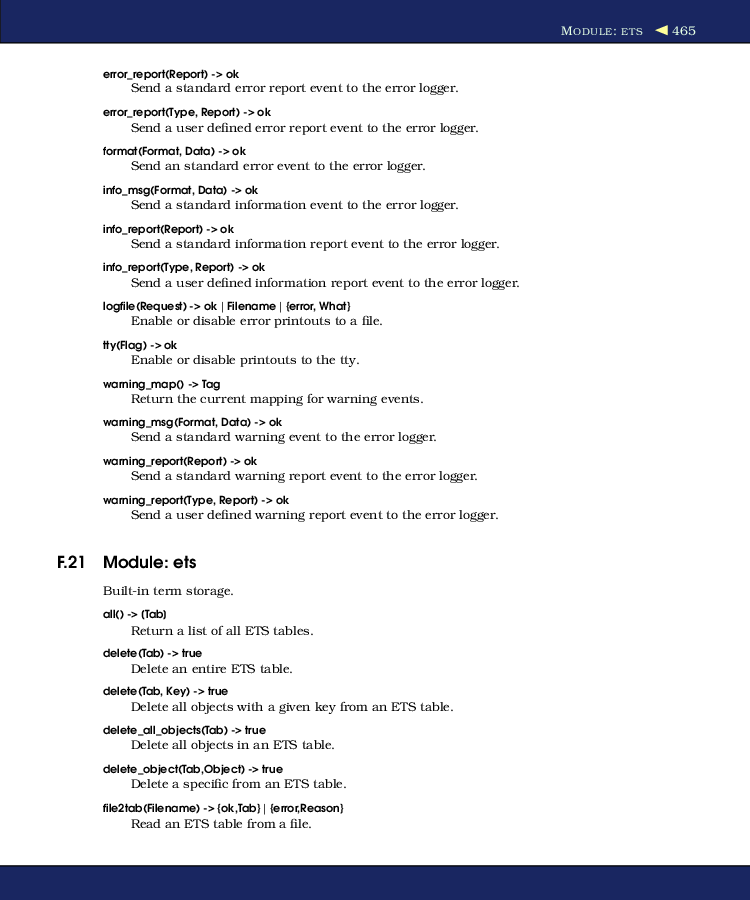 MODULE: ETS ◀ 465
error_report(Report) -> ok
Send a standard error report event to the error logger.
error_report(Type, Report) -> ok
Send a user defined error report event to the error logger.
format(Format, Data) -> ok
Send an standard error event to the error logger.
info_msg(Format, Data) -> ok
Send a standard information event to the error logger.
info_report(Report) -> ok
Send a standard information report event to the error logger.
info_report(Type, Report) -> ok
Send a user defined information report event to the error logger.
logfile(Request) -> ok | Filename | {error, What}
Enable or disable error printouts to a file.
tty(Flag) -> ok
Enable or disable printouts to the tty.
warning_map() -> Tag
Return the current mapping for warning events.
warning_msg(Format, Data) -> ok
Send a standard warning event to the error logger.
warning_report(Report) -> ok
Send a standard warning report event to the error logger.
warning_report(Type, Report) -> ok
Send a user defined warning report event to the error logger.
F.21 Module: ets
Built-in term storage.
all() -> [Tab]
Return a list of all ETS tables.
delete(Tab) -> true
Delete an entire ETS table.
delete(Tab, Key) -> true
Delete all objects with a given key from an ETS table.
delete_all_objects(Tab) -> true
Delete all objects in an ETS table.
delete_object(Tab,Object) -> true
Delete a specific from an ETS table.
file2tab(Filename) -> {ok,Tab} | {error,Reason}
Read an ETS table from a file.